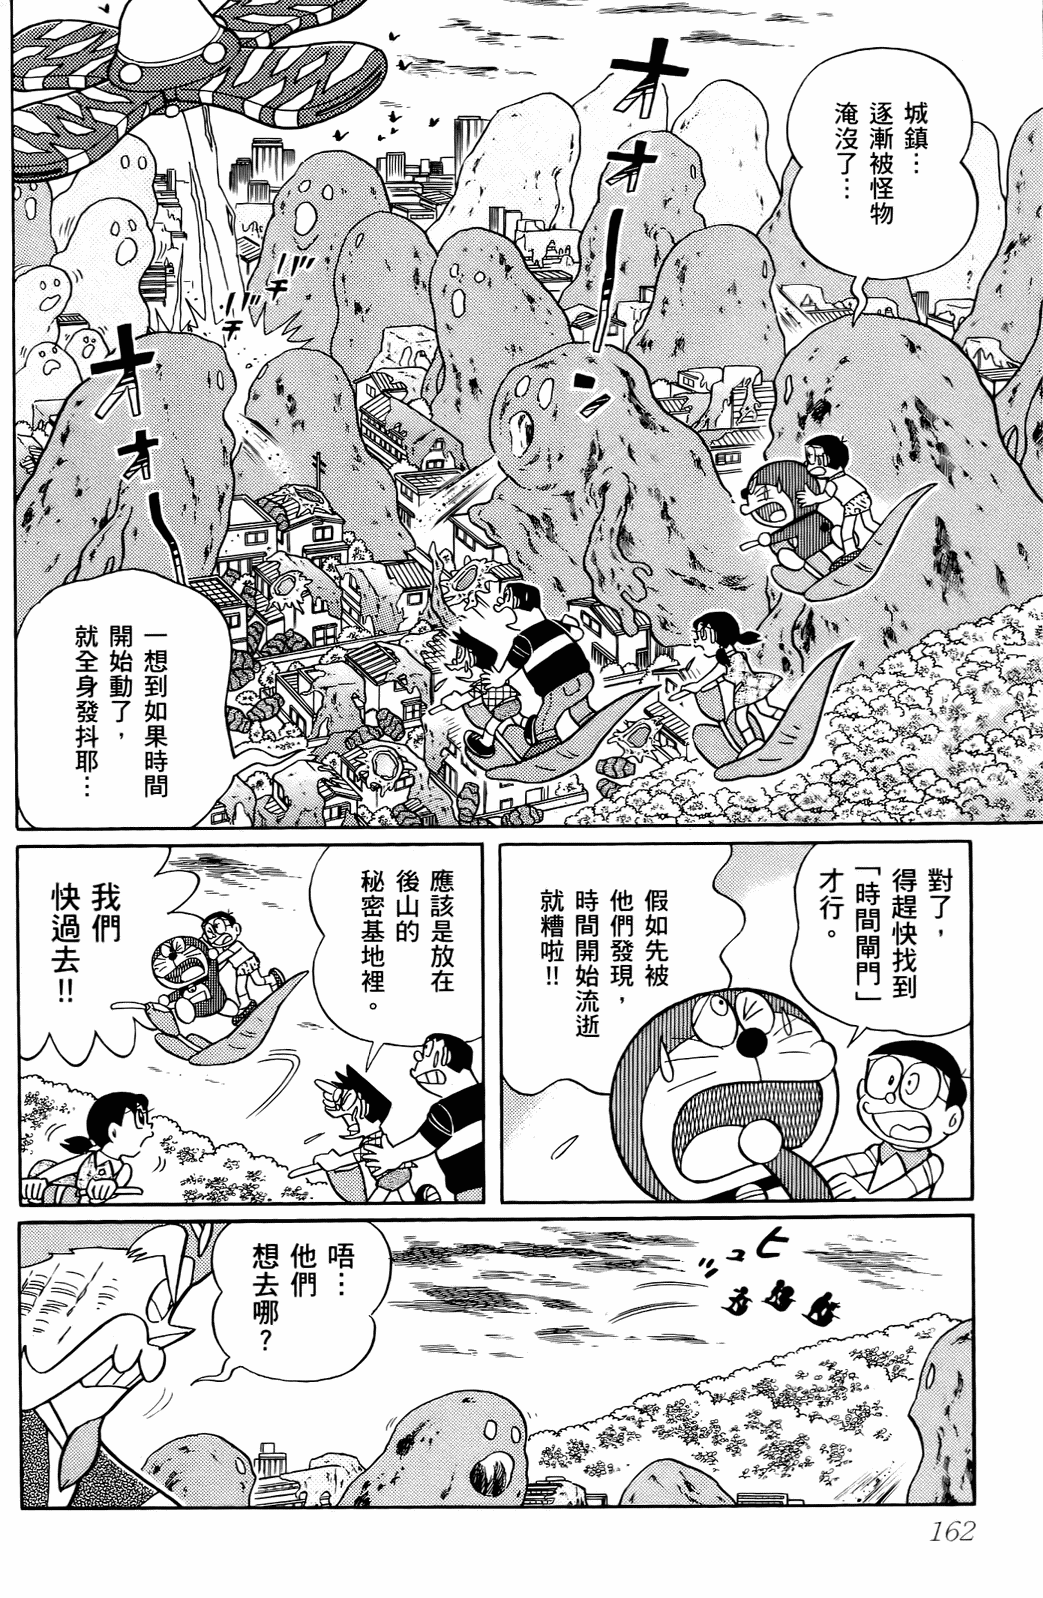 城鎮…
逐漸被怪物
淹沒了…
オ
オ
ー
ン
オ
オ
ー
バチ
バチ
バチ
バチ
一想到如果時間
開始動了，
就全身發抖耶…
對了，
得趕快找到
「時間閘門」
才行。
假如先被
他們發現，
時間開始流逝
就糟啦!!
應該是放在
後山的
秘密基地裡。
我們
快過去!!
ヒュ
唔…
他們
想去哪？
162